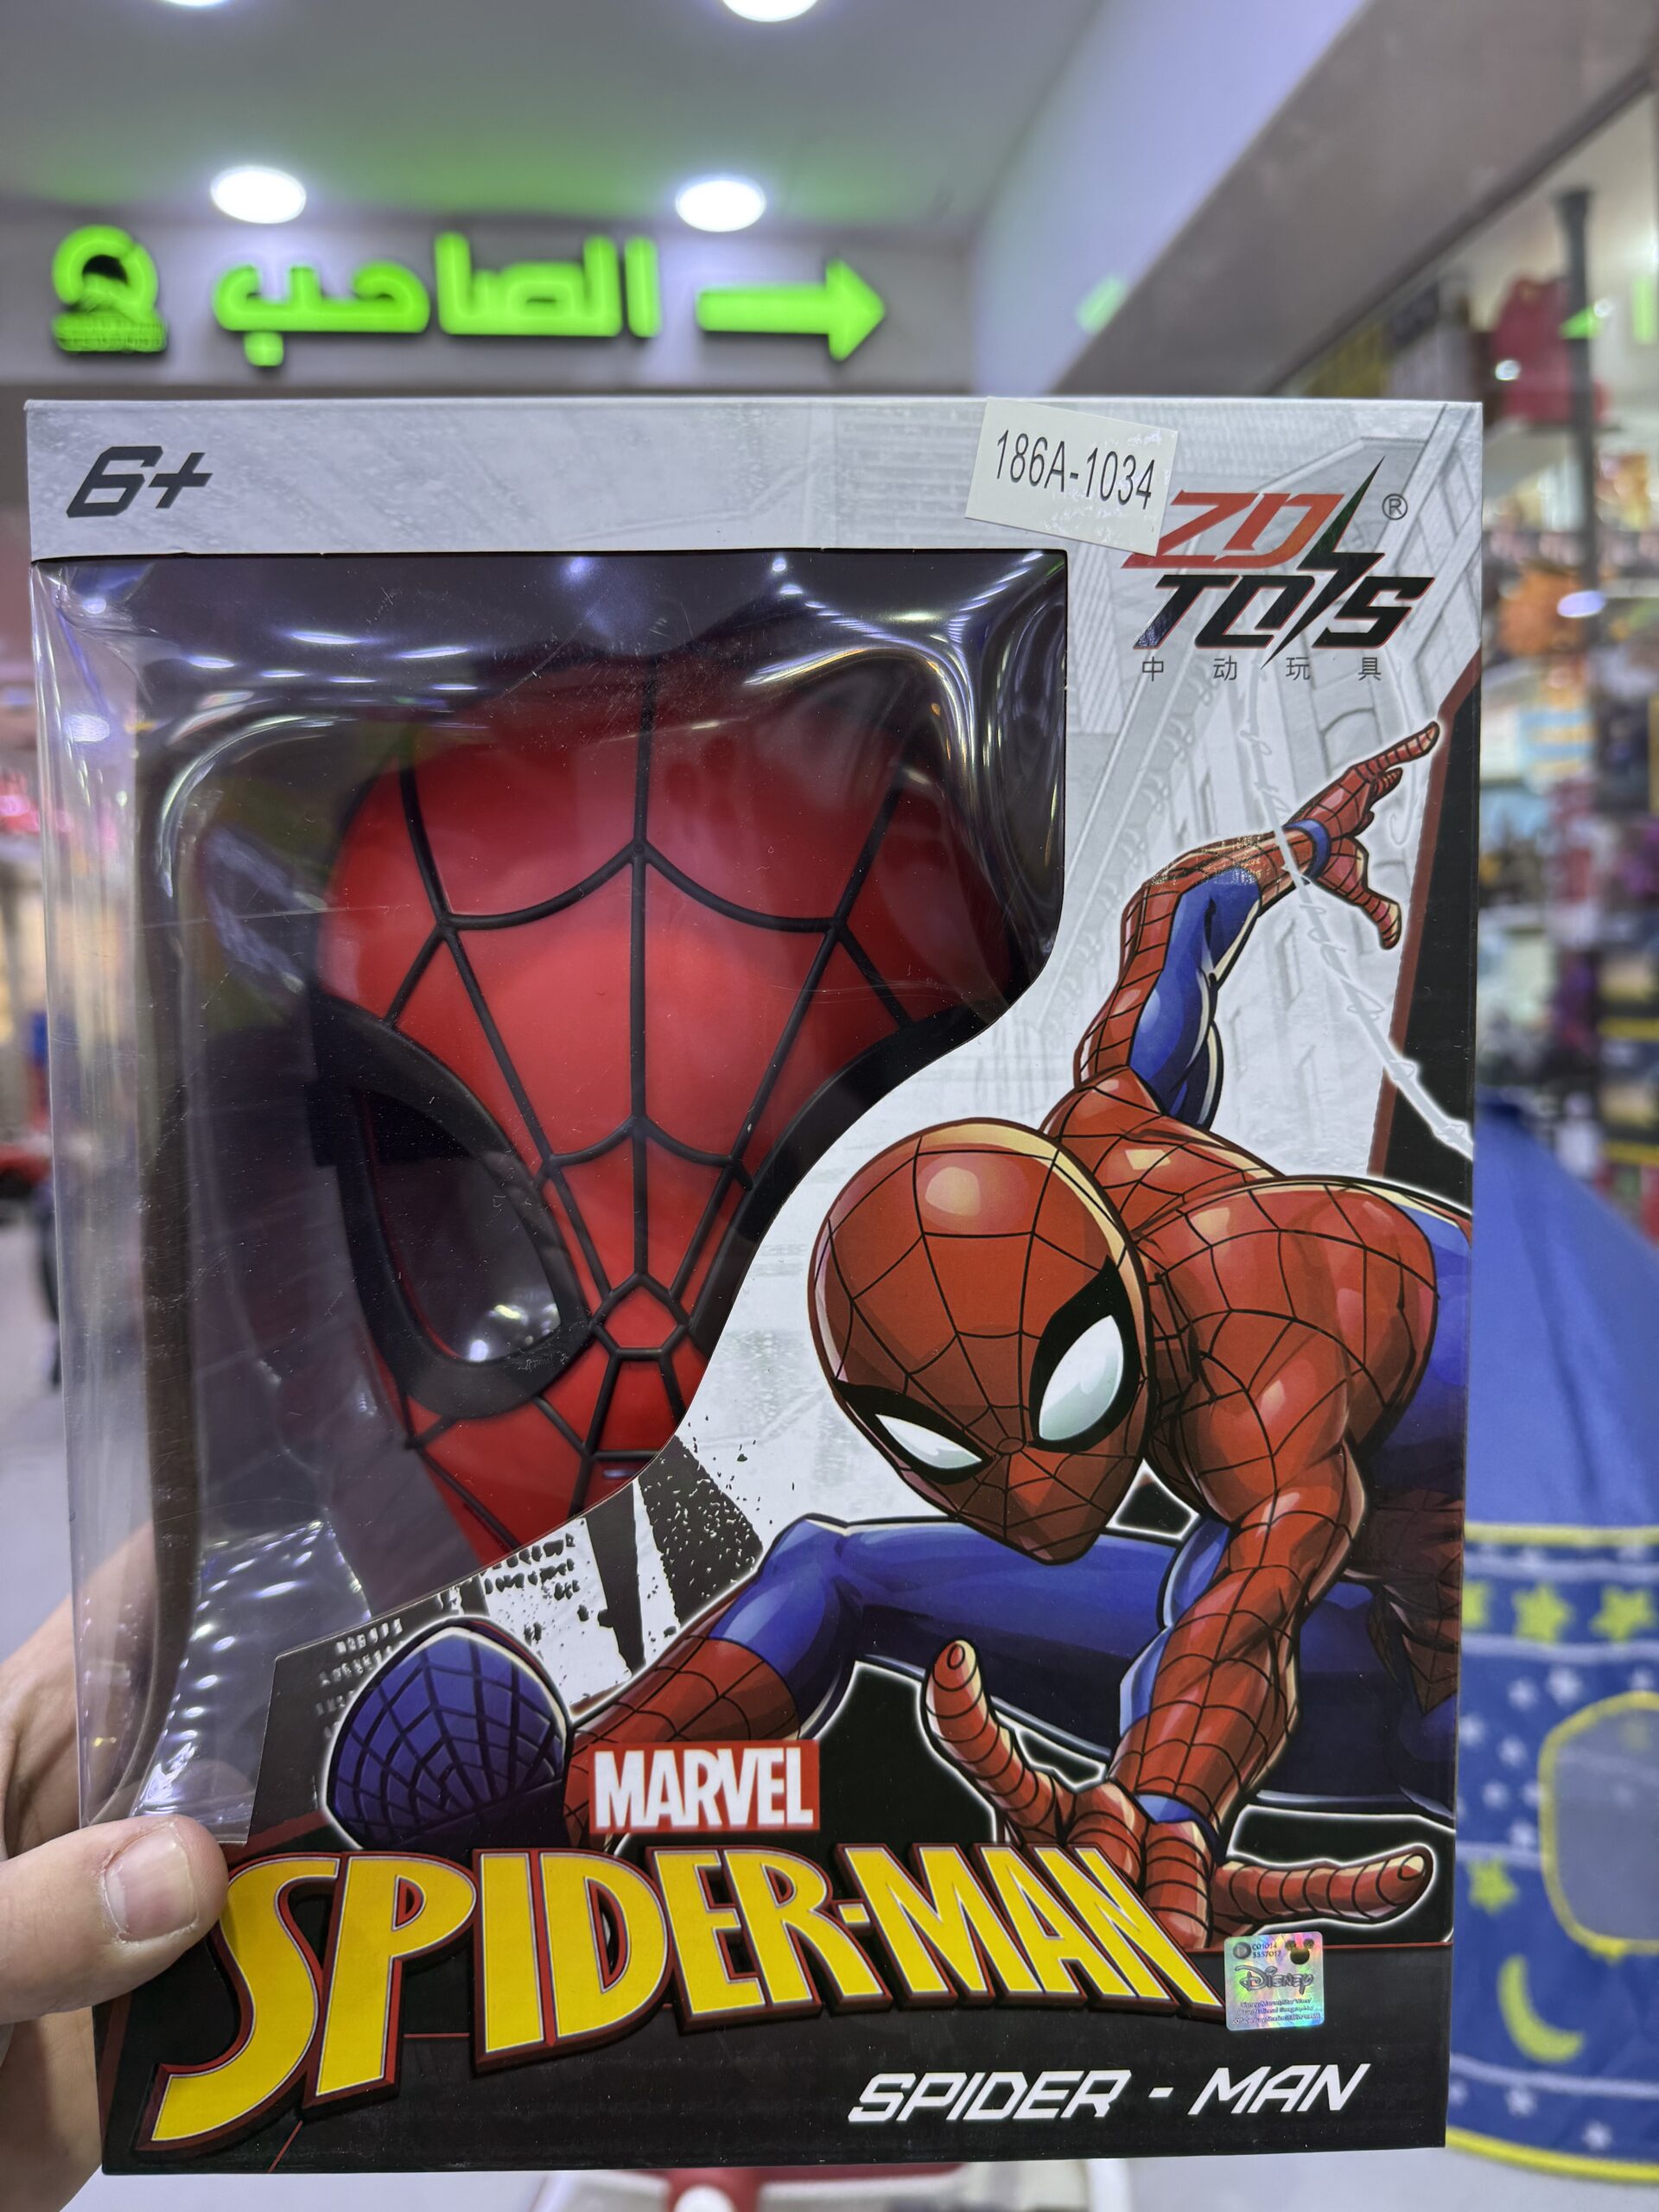 الصاحب
6+
186A-1034
ZD
TOYS®
中动玩具
MARVEL
SPIDER-MAN
Disney
SPIDER - MAN